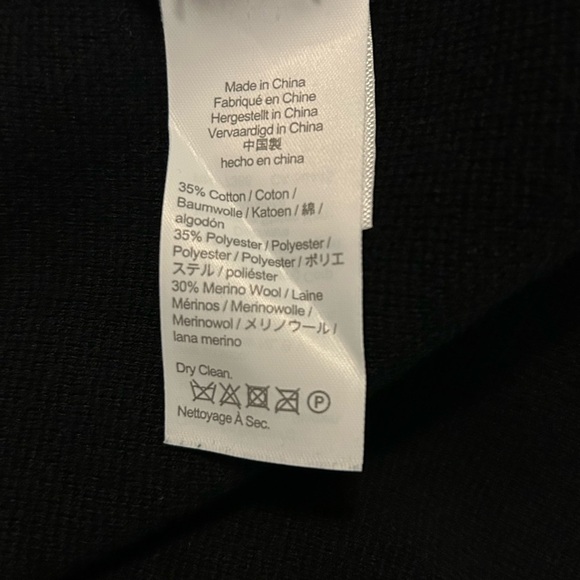 Made in China
Fabriqué en Chine
Hergestellt in China
Vervaardigd in China
中国製
hecho en china
35% Cotton / Coton /
Baumwolle / Katoen / 綿 /
algodón
35% Polyester / Polyester /
Polyester / Polyester / ポリエ
ステル / poliéster
30% Merino Wool / Laine
Mérinos / Merinowolle /
Merinowol / メリノウール /
lana merino
Dry Clean.
P
Nettoyage À Sec.